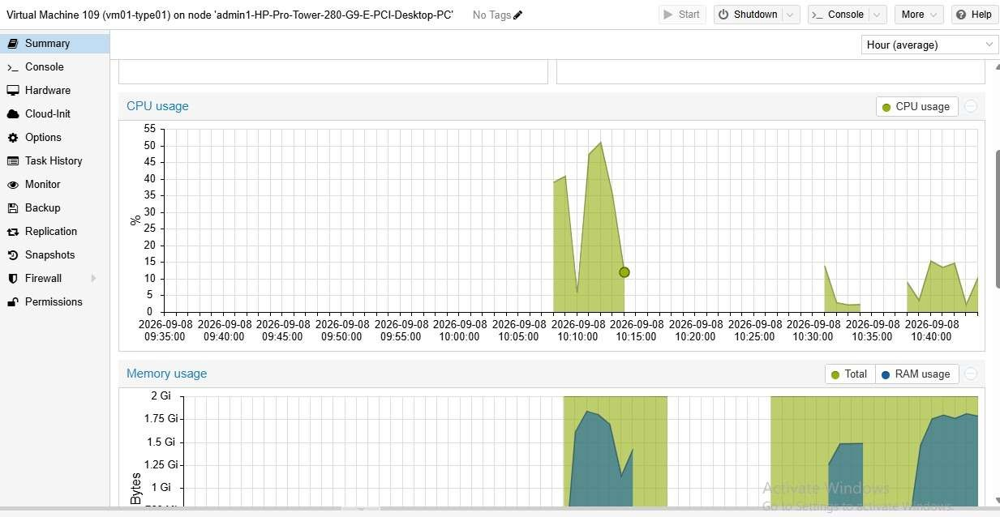 Virtual Machine 109 (vm01-type01) on node 'admin1-HP-Pro-Tower-280-G9-E-PCI-Desktop-PC' No Tags Start Shutdown Console More Help
Summary
Console
Hardware
Cloud-Init
Options
Task History
Monitor
Backup
Replication
Snapshots
Firewall
Permissions
Hour (average)
CPU usage CPU usage
55
50
45
40
35
30
25
20
15
10
5
0
%
2026-09-08 2026-09-08 2026-09-08 2026-09-08 2026-09-08 2026-09-08 2026-09-08 2026-09-08 2026-09-08 2026-09-08 2026-09-08 2026-09-08 2026-09-08 2026-09-08
09:35:00 09:40:00 09:45:00 09:50:00 09:55:00 10:00:00 10:05:00 10:10:00 10:15:00 10:20:00 10:25:00 10:30:00 10:35:00 10:40:00
Memory usage Total RAM usage
2 Gi
1.75 Gi
1.5 Gi
1.25 Gi
1 Gi
Bytes
Activate Windows
Go to Settings to activate Windows.